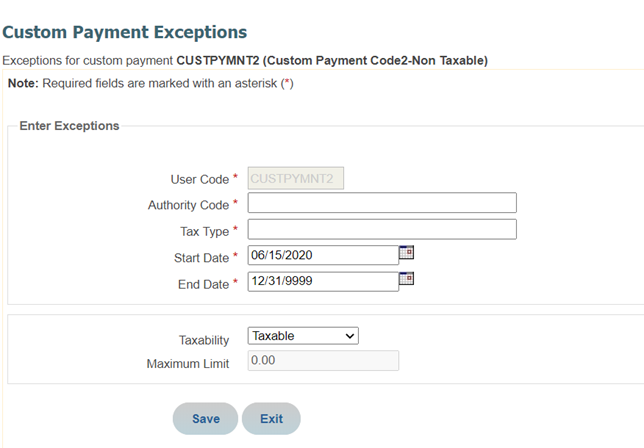 Custom Payment Exceptions
Exceptions for custom payment CUSTPYMNT2 (Custom Payment Code2-Non Taxable)
Note: Required fields are marked with an asterisk (*)
Enter Exceptions
User Code * CUSTPYMNT2
Authority Code *
Tax Type *
Start Date * 06/15/2020
End Date * 12/31/9999
Taxability Taxable
Maximum Limit 0.00
Save Exit